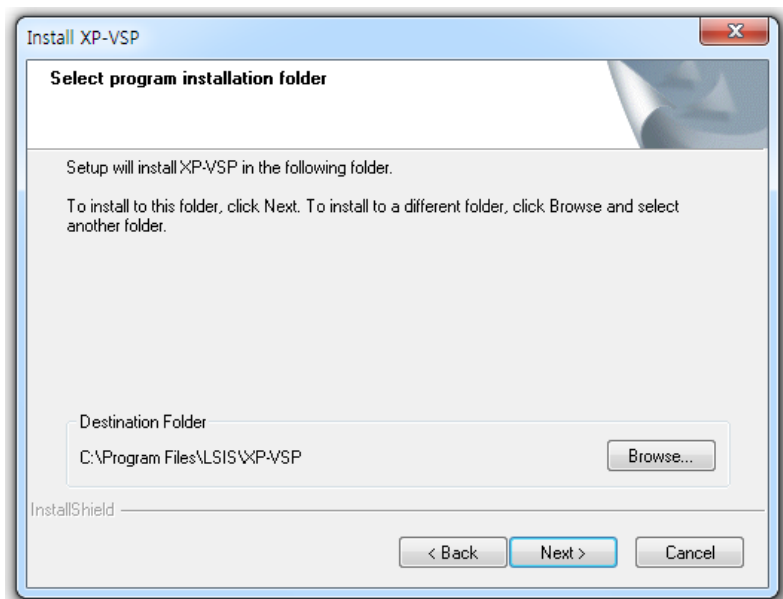 Install XP-VSP
Select program installation folder
Setup will install XP-VSP in the following folder.
To install to this folder, click Next. To install to a different folder, click Browse and select
another folder.
Destination Folder
C:\Program Files\LSIS\XP-VSP
Browse...
InstallShield
< Back
Next >
Cancel